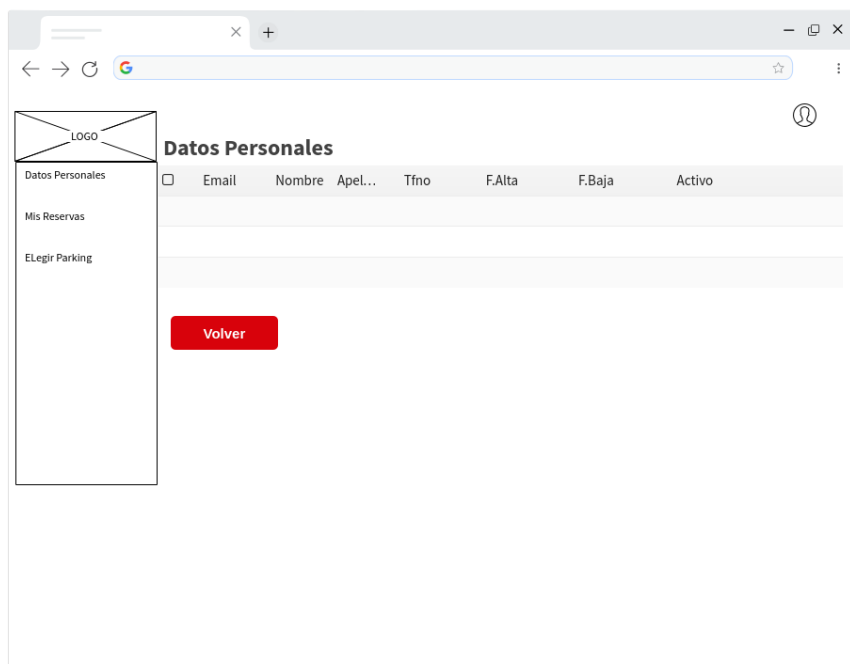 LOGO
Datos Personales
Datos Personales
Mis Reservas
ELegir Parking
Email Nombre Apel... Tfno F.Alta F.Baja Activo
Volver